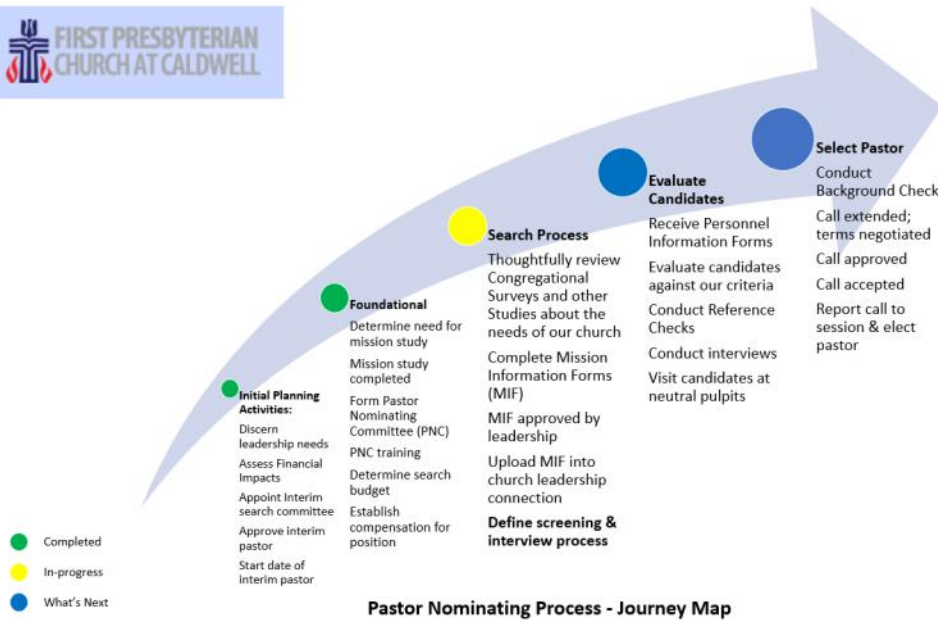 FIRST PRESBYTERIAN
CHURCH AT CALDWELL
Initial Planning
Activities:
Discern
leadership needs
Assess Financial
Impacts
Appoint Interim
search committee
Approve interim
pastor
Start date of
interim pastor
Foundational
Determine need for
mission study
Mission study
completed
Form Pastor
Nominating
Committee (PNC)
PNC training
Determine search
budget
Establish
compensation for
position
Search Process
Thoughtfully review
Congregational
Surveys and other
Studies about the
needs of our church
Complete Mission
Information Forms
(MIF)
MIF approved by
leadership
Upload MIF into
church leadership
connection
Define screening &
interview process
Evaluate
Candidates
Receive Personnel
Information Forms
Evaluate candidates
against our criteria
Conduct Reference
Checks
Conduct interviews
Visit candidates at
neutral pulpits
Select Pastor
Conduct
Background Check
Call extended;
terms negotiated
Call approved
Call accepted
Report call to
session & elect
pastor
Completed
In-progress
What's Next
Pastor Nominating Process - Journey Map